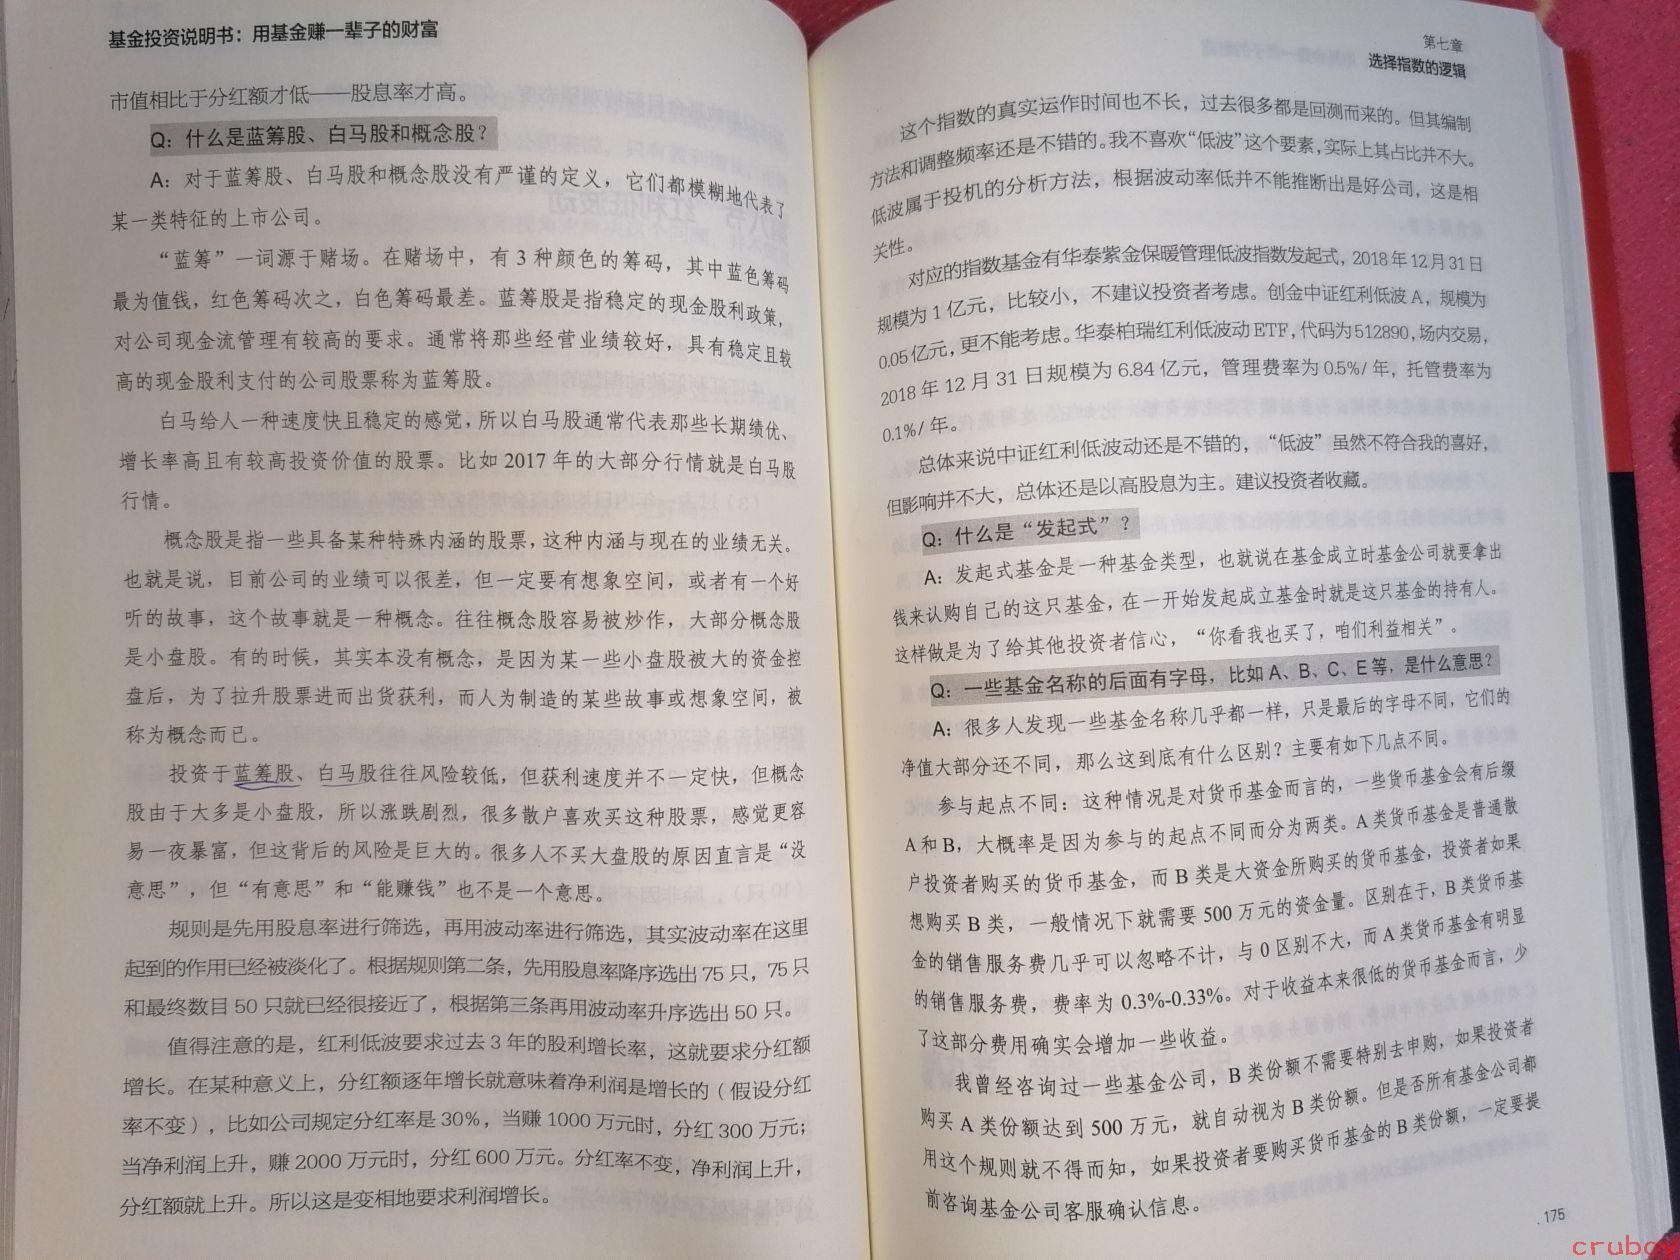 基金投资说明书：用基金赚一辈子的财富
市值相比于分红额才低——股息率才高。
Q：什么是蓝筹股、白马股和概念股？
A：对于蓝筹股、白马股和概念股没有严谨的定义，它们都模糊地代表了
某一类特征的上市公司。
“蓝筹”一词源于赌场。在赌场中，有3种颜色的筹码，其中蓝色筹码
最为值钱，红色筹码次之，白色筹码最差。蓝筹股是指稳定的现金股利政策，
对公司现金流管理有较高的要求。通常将那些经营业绩较好，具有稳定且较
高的现金股利支付的公司股票称为蓝筹股。
白马给人一种速度快且稳定的感觉，所以白马股通常代表那些长期绩优、
增长率高且有较高投资价值的股票。比如2017年的大部分行情就是白马股
行情。
概念股是指一些具备某种特殊内涵的股票，这种内涵与现在的业绩无关。
也就是说，目前公司的业绩可以很差，但一定要有想象空间，或者有一个好
听的故事，这个故事就是一种概念。往往概念股容易被炒作，大部分概念股
是小盘股。有的时候，其实本没有概念，是因为某一些小盘股被大的资金控
盘后，为了拉升股票进而出货获利，而人为制造的某些故事或想象空间，被
称为概念而已。
投资于蓝筹股、白马股往往风险较低，但获利速度并不一定快，但概念
股由于大多是小盘股，所以涨跌剧烈，很多散户喜欢买这种股票，感觉更容
易一夜暴富，但这背后的风险是巨大的。很多人不买大盘股的原因直言是“没
意思”，但“有意思”和“能赚钱”也不是一个意思。
规则是先用股息率进行筛选，再用波动率进行筛选，其实波动率在这里
起到的作用已经被淡化了。根据规则第二条，先用股息率降序选出75只，75只
和最终数目50只就已经很接近了，根据第三条再用波动率升序选出50只。
值得注意的是，红利低波要求过去3年的股利增长率，这就要求分红额
增长。在某种意义上，分红额逐年增长就意味着净利润是增长的（假设分红
率不变），比如公司规定分红率是30%，当赚1000万元时，分红300万元；
当净利润上升，赚2000万元时，分红600万元。分红率不变，净利润上升，
分红额就上升。所以这是变相地要求利润增长。
第七章
选择指数的逻辑
这个指数的真实运作时间也不长，过去很多都是回测而来的。但其编制
方法和调整频率还是不错的。我不喜欢“低波”这个要素，实际上其占比并不大。
低波属于投机的分析方法，根据波动率低并不能推断出是好公司，这是相
关性。
对应的指数基金有华泰紫金保暖管理低波指数发起式，2018年12月31日
规模为1亿元，比较小，不建议投资者考虑。创金中证红利低波A，规模为
0.05亿元，更不能考虑。华泰柏瑞红利低波动ETF，代码为512890，场内交易，
2018年12月31日规模为6.84亿元，管理费率为0.5%/年，托管费率为
0.1%/年。
总体来说中证红利低波动还是不错的，“低波”虽然不符合我的喜好，
但影响并不大，总体还是以高股息为主。建议投资者收藏。
Q：什么是“发起式”？
A：发起式基金是一种基金类型，也就说在基金成立时基金公司就要拿出
钱来认购自己的这只基金，在一开始发起成立基金时就是这只基金的持有人。
这样做是为了给其他投资者信心，“你看我也买了，咱们利益相关”。
Q：一些基金名称的后面有字母，比如A、B、C、E等，是什么意思？
A：很多人发现一些基金名称几乎都一样，只是最后的字母不同，它们的
净值大部分还不同，那么这到底有什么区别？主要有如下几点不同。
参与起点不同：这种情况是对货币基金而言的，一些货币基金会有后缀
A和B，大概率是因为参与的起点不同而分为两类。A类货币基金是普通散
户投资者购买的货币基金，而B类是大资金所购买的货币基金，投资者如果
想购买B类，一般情况下就需要500万元的资金量。区别在于，B类货币基
金的销售服务费几乎可以忽略不计，与0区别不大，而A类货币基金有明显
的销售服务费，费率为0.3%-0.33%。对于收益本来很低的货币基金而言，少
了这部分费用确实会增加一些收益。
我曾经咨询过一些基金公司，B类份额不需要特别去申购，如果投资者
购买A类份额达到500万元，就自动视为B类份额。但是否所有基金公司都
用这个规则就不得而知，如果投资者要购买货币基金的B类份额，一定要提
前咨询基金公司客服确认信息。
175